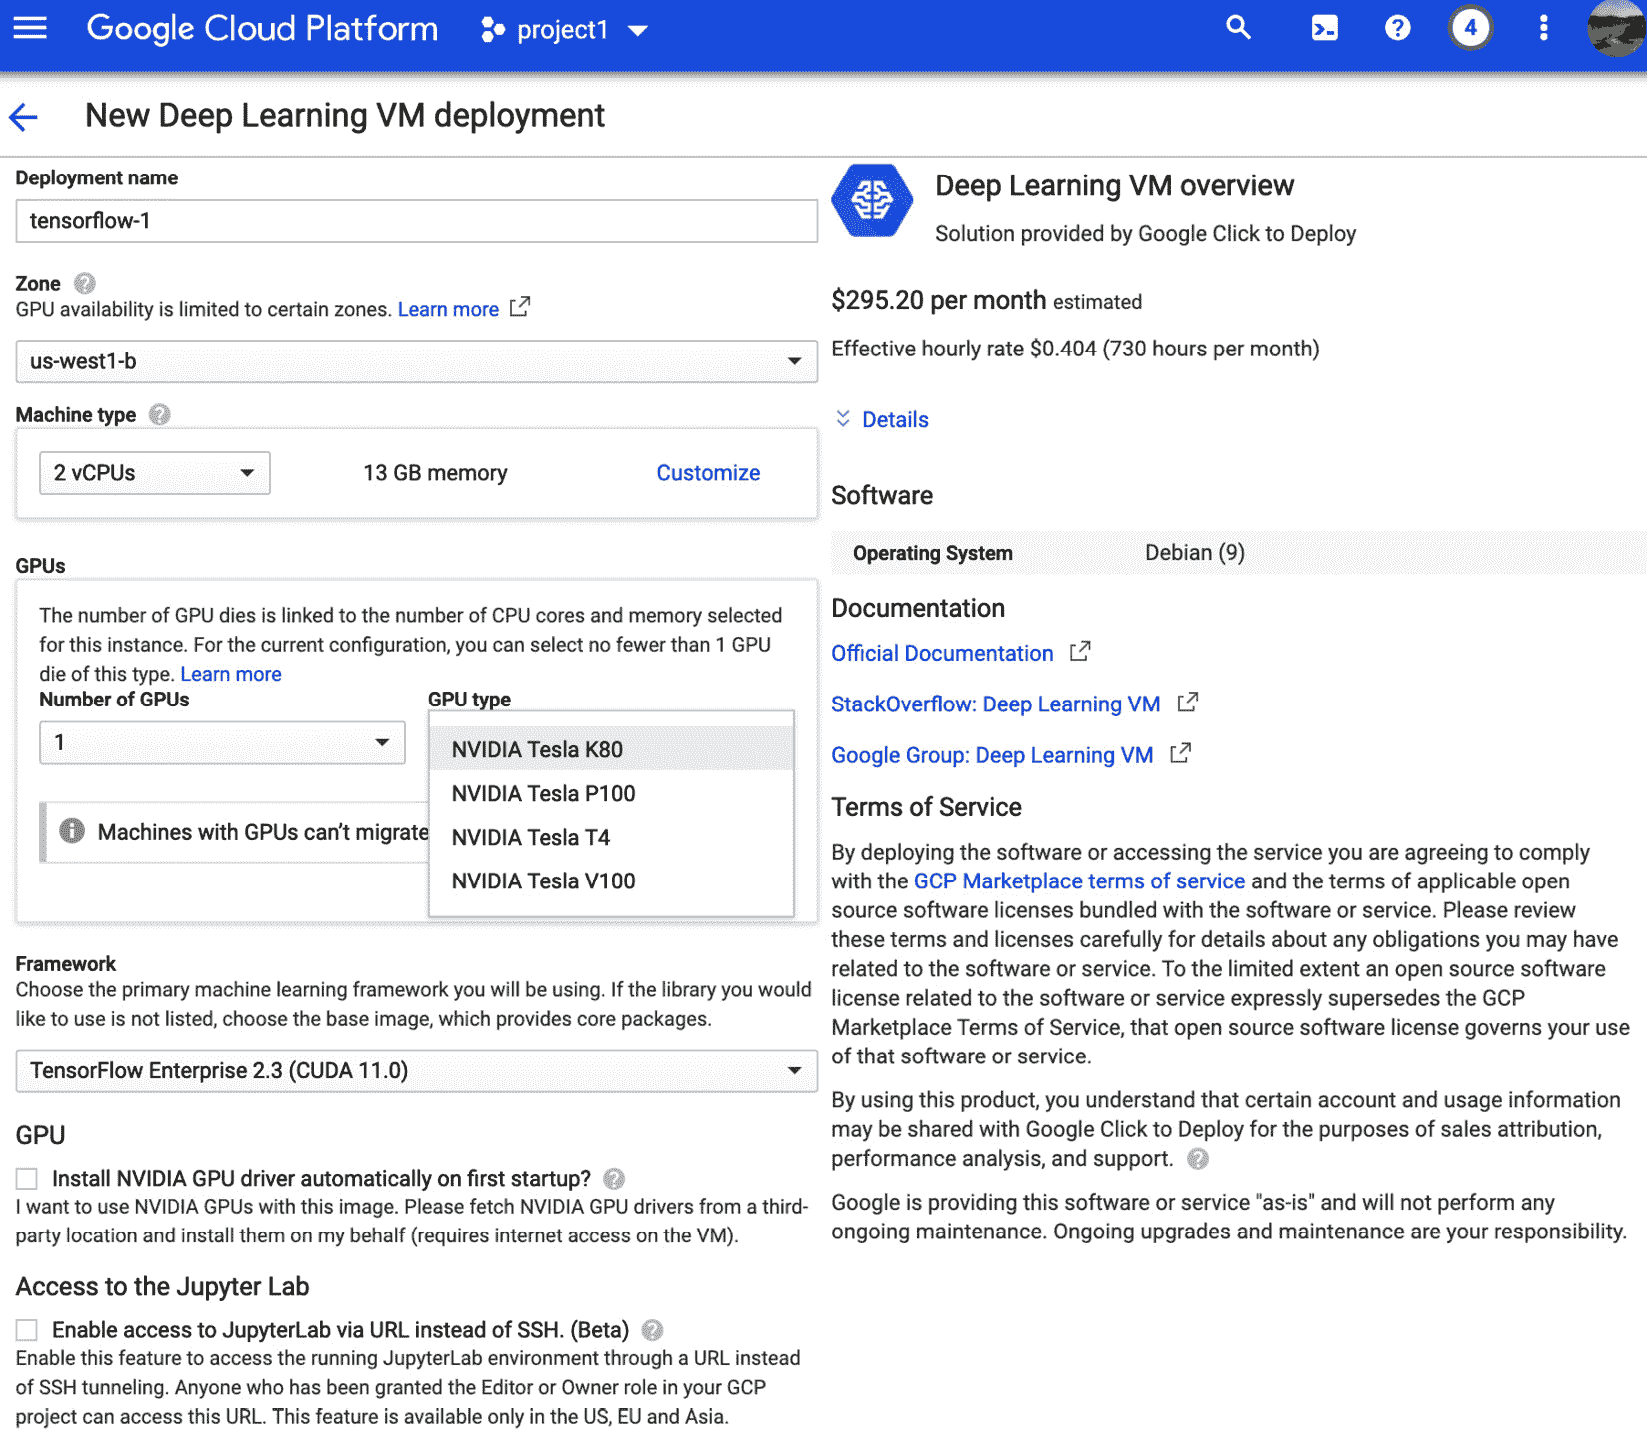 Google Cloud Platform
project1
4
New Deep Learning VM deployment
Deployment name
tensorflow-1
Zone
GPU availability is limited to certain zones. Learn more
us-west1-b
Machine type
2 vCPUs
13 GB memory
Customize
GPUs
The number of GPU dies is linked to the number of CPU cores and memory selected
for this instance. For the current configuration, you can select no fewer than 1 GPU
die of this type. Learn more
Number of GPUs
1
GPU type
NVIDIA Tesla K80
NVIDIA Tesla P100
NVIDIA Tesla T4
NVIDIA Tesla V100
Machines with GPUs can't migrate
Framework
Choose the primary machine learning framework you will be using. If the library you would
like to use is not listed, choose the base image, which provides core packages.
TensorFlow Enterprise 2.3 (CUDA 11.0)
GPU
Install NVIDIA GPU driver automatically on first startup?
I want to use NVIDIA GPUs with this image. Please fetch NVIDIA GPU drivers from a third-
party location and install them on my behalf (requires internet access on the VM).
Access to the Jupyter Lab
Enable access to JupyterLab via URL instead of SSH. (Beta)
Enable this feature to access the running JupyterLab environment through a URL instead
of SSH tunneling. Anyone who has been granted the Editor or Owner role in your GCP
project can access this URL. This feature is available only in the US, EU and Asia.
Deep Learning VM overview
Solution provided by Google Click to Deploy
$295.20 per month estimated
Effective hourly rate $0.404 (730 hours per month)
Details
Software
Operating System
Debian (9)
Documentation
Official Documentation
StackOverflow: Deep Learning VM
Google Group: Deep Learning VM
Terms of Service
By deploying the software or accessing the service you are agreeing to comply
with the GCP Marketplace terms of service and the terms of applicable open
source software licenses bundled with the software or service. Please review
these terms and licenses carefully for details about any obligations you may have
related to the software or service. To the limited extent an open source software
license related to the software or service expressly supersedes the GCP
Marketplace Terms of Service, that open source software license governs your use
of that software or service.
By using this product, you understand that certain account and usage information
may be shared with Google Click to Deploy for the purposes of sales attribution,
performance analysis, and support.
Google is providing this software or service "as-is" and will not perform any
ongoing maintenance. Ongoing upgrades and maintenance are your responsibility.